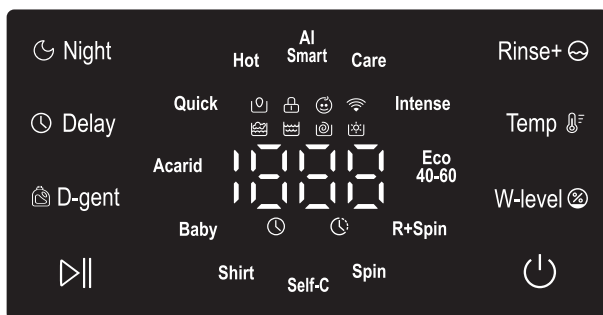 Night
Delay
D-gent
Hot
AI
Smart
Care
Quick
Intense
Acarid
1888
Eco
40-60
Baby
R+Spin
Shirt
Self-C
Spin
Rinse+
Temp
W-level